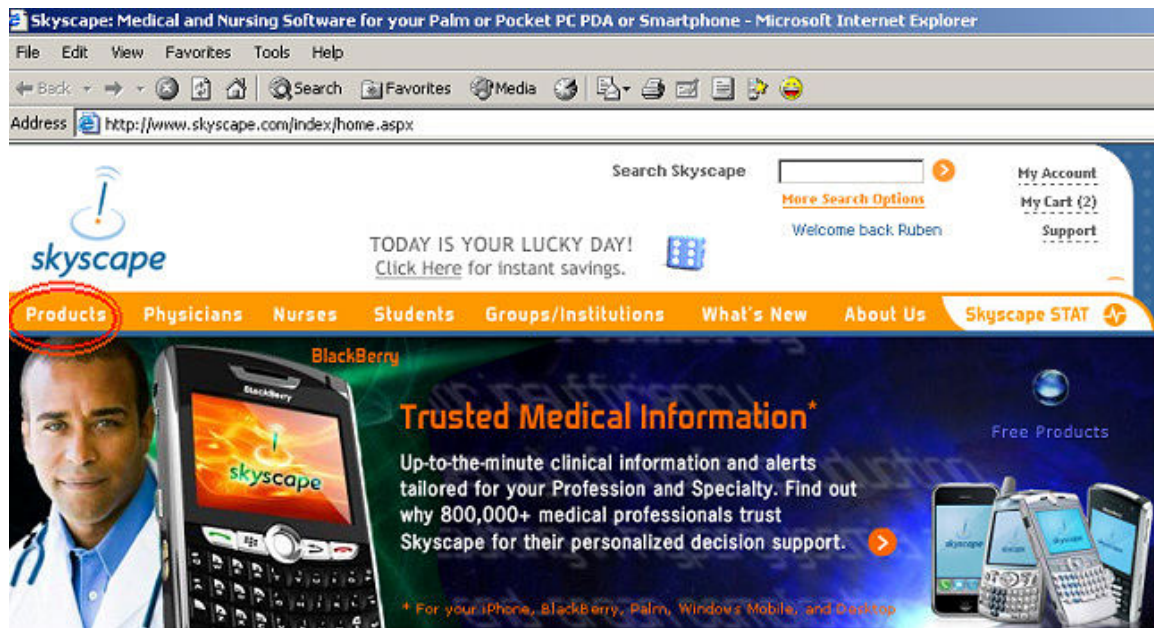 Skyscape: Medical and Nursing Software for your Palm or Pocket PC PDA or Smartphone - Microsoft Internet Explorer
File Edit View Favorites Tools Help
Back Search Favorites Media
Address http://www.skyscape.com/index/home.aspx
Search Skyscape
My Account
More Search Options
My Cart (2)
Welcome back Ruben
Support
skyscape
TODAY IS YOUR LUCKY DAY!
Click Here for instant savings.
Products Physicians Nurses Students Groups/Institutions What's New About Us Skyscape STAT
BlackBerry
BlackBerry
skyscape
Trusted Medical Information*
Up-to-the-minute clinical information and alerts
tailored for your Profession and Specialty. Find out
why 800,000+ medical professionals trust
Skyscape for their personalized decision support.
* For your iPhone, BlackBerry, Palm, Windows Mobile, and Desktop
Free Products
skyscape